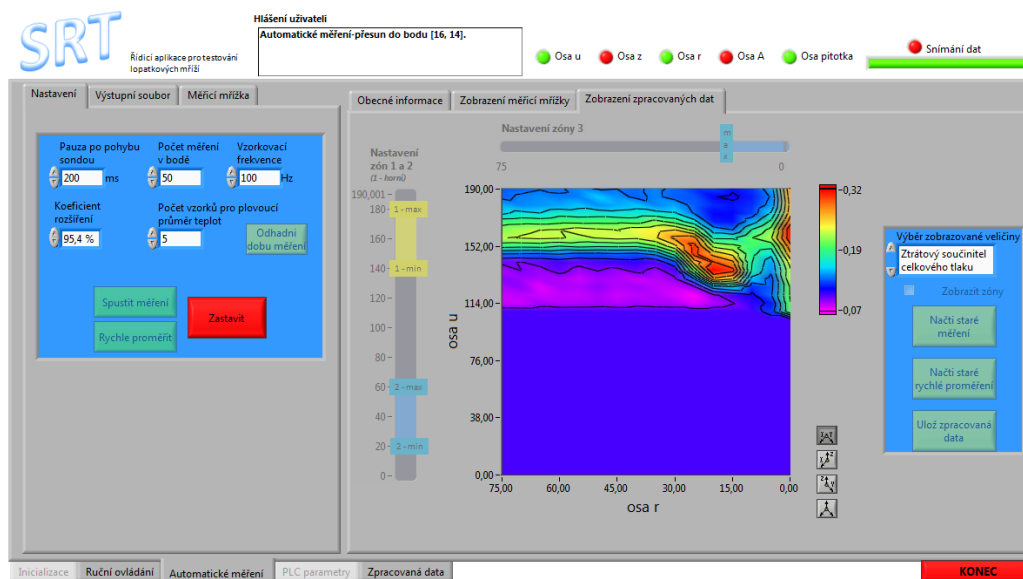 SRT
Řídicí aplikace pro testování
lopatkových mříží
Hlášení uživateli
Automatické měření-přesun do bodu [16, 14].
Osa u
Osa z
Osa r
Osa A
Osa pitotka
Snímání dat
Nastavení
Výstupní soubor
Měřicí mřížka
Pauza po pohybu
sondou
200
ms
Počet měření
v bodě
50
Vzorkovací
frekvence
100
Hz
Koeficient
rozšíření
95,4 %
Počet vzorků pro plovoucí
průměr teplot
5
Odhadni
dobu měření
Spustit měření
Rychle proměřit
Zastavit
Obecné informace
Zobrazení měřicí mřížky
Zobrazení zpracovaných dat
Nastavení zóny 3
m
a
x
75
0
Nastavení
zón 1 a 2
(1 - horní)
190,001
180
160
140
120
100
80
60
40
20
0
1 - max
1 - min
2 - max
2 - min
osa u
190,00
152,00
114,00
76,00
38,00
0,00
75,00
60,00
45,00
30,00
15,00
0,00
osa r
0,32
0,19
0,07
Výběr zobrazované veličiny
Ztrátový součinitel
celkového tlaku
Zobrazit zóny
Načti staré
měření
Načti staré
rychlé proměření
Ulož zpracovaná
data
Inicializace
Ruční ovládání
Automatické měření
PLC parametry
Zpracovaná data
KONEC